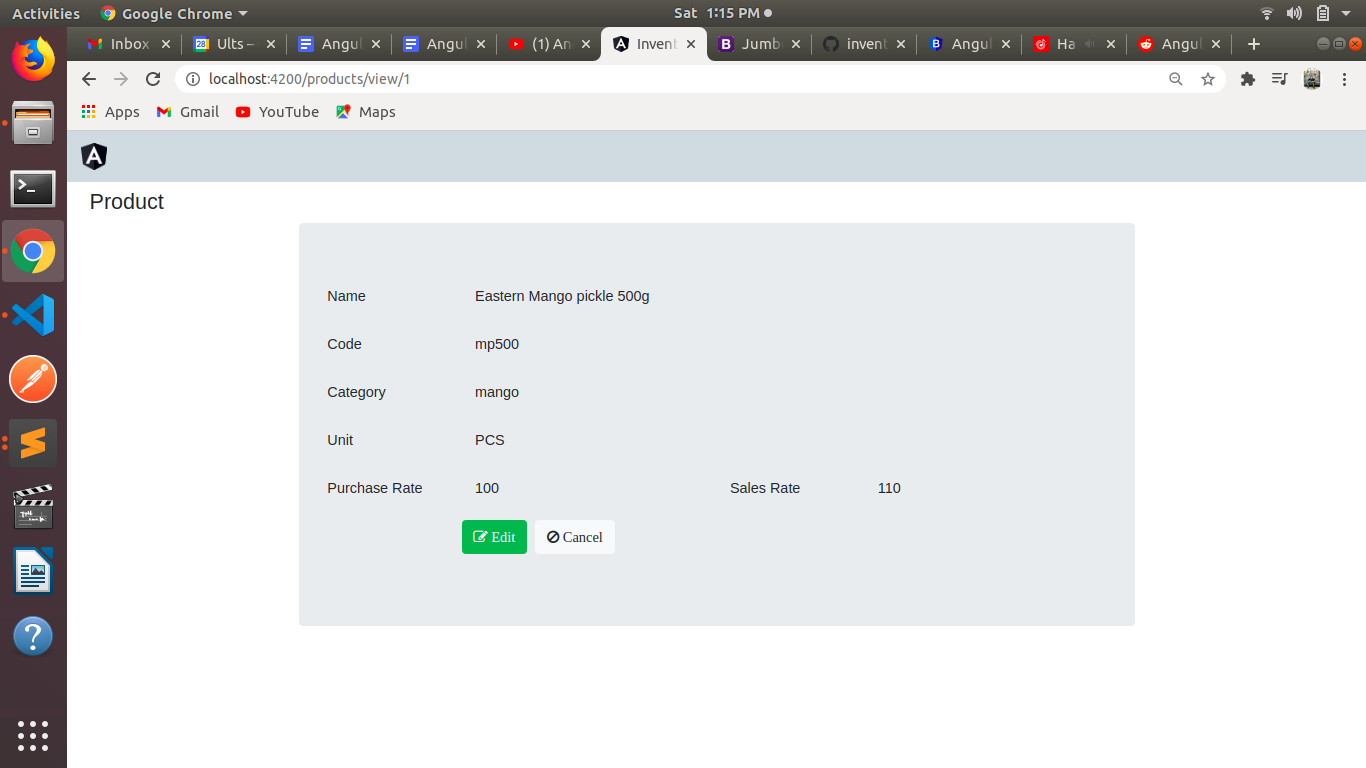 Activities Google Chrome Sat 1:15 PM
Inbox Ults – Angul Angul (1) An Invent Jumb invent Angul Ha Angul
localhost:4200/products/view/1
Apps Gmail YouTube Maps
Product
Name Eastern Mango pickle 500g
Code mp500
Category mango
Unit PCS
Purchase Rate 100 Sales Rate 110
Edit Cancel